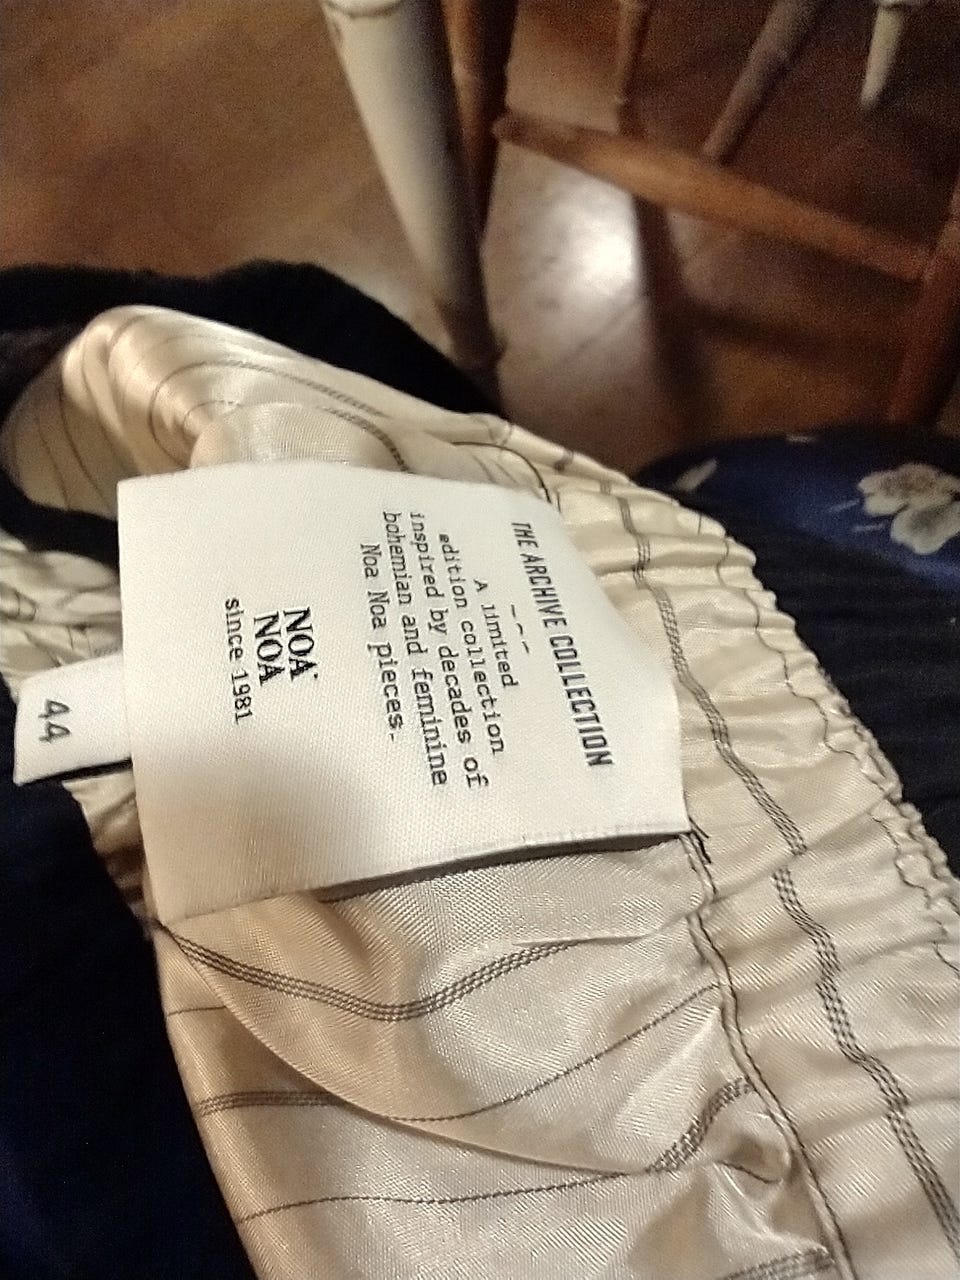 THE ARCHIVE COLLECTION
---
A limited
edition collection
inspired by decades of
bohemian and feminine
Noa Noa pieces.
NOA
NOA
since 1981
44